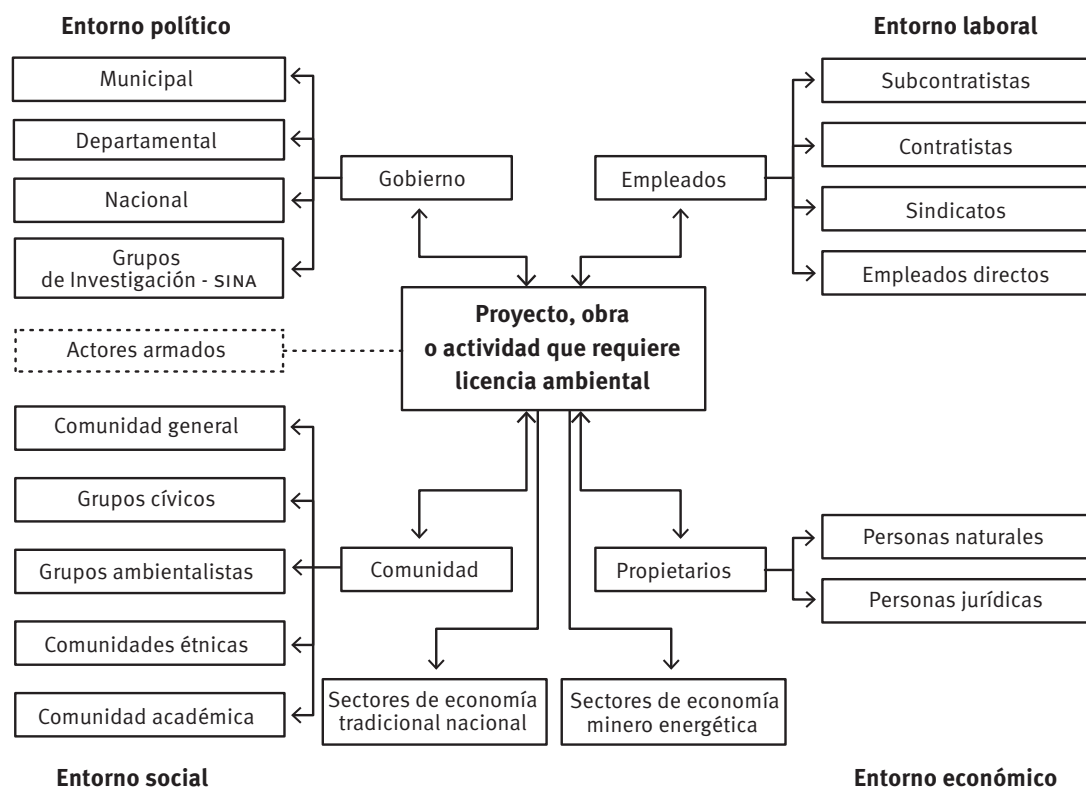 Entorno político
Entorno laboral
Municipal
Departamental
Nacional
Grupos
de Investigación - SINA
Gobierno
Empleados
Subcontratistas
Contratistas
Sindicatos
Empleados directos
Proyecto, obra
o actividad que requiere
licencia ambiental
Actores armados
Comunidad general
Grupos cívicos
Grupos ambientalistas
Comunidades étnicas
Comunidad académica
Comunidad
Propietarios
Personas naturales
Personas jurídicas
Sectores de economía
tradicional nacional
Sectores de economía
minero energética
Entorno social
Entorno económico